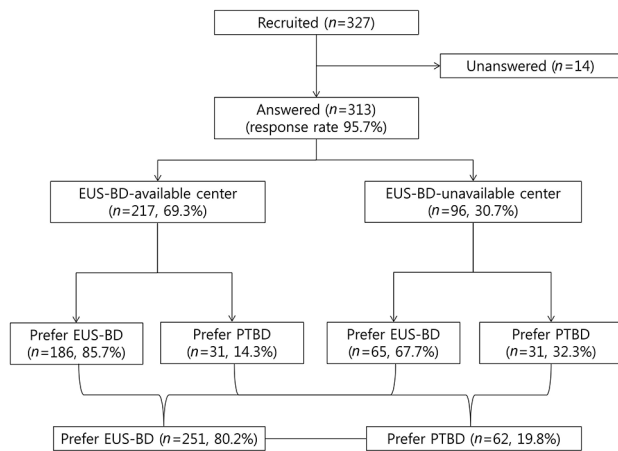 Recruited (n=327)
Unanswered (n=14)
Answered (n=313)
(response rate 95.7%)
EUS-BD-available center
(n=217, 69.3%)
EUS-BD-unavailable center
(n=96, 30.7%)
Prefer EUS-BD
(n=186, 85.7%)
Prefer PTBD
(n=31, 14.3%)
Prefer EUS-BD
(n=65, 67.7%)
Prefer PTBD
(n=31, 32.3%)
Prefer EUS-BD (n=251, 80.2%)
Prefer PTBD (n=62, 19.8%)